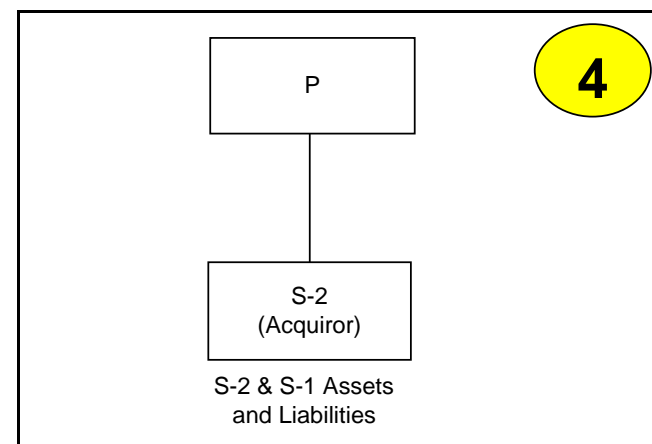 P
4
S-2
(Acquiror)
S-2 & S-1 Assets
and Liabilities